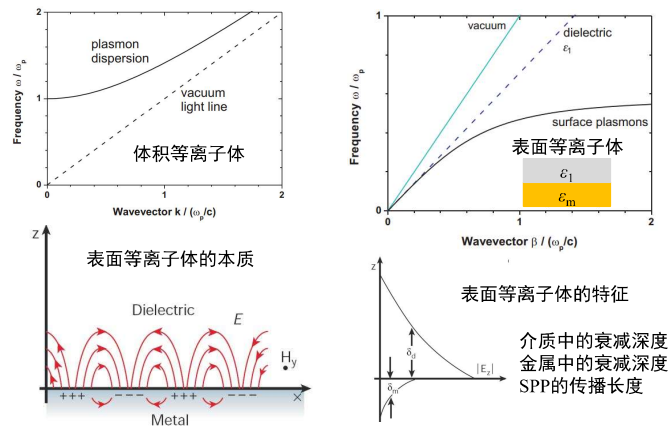 2
1
0
0
1
2
Frequency ω / ωp
Wavevector k / (ωp/c)
plasmon
dispersion
vacuum
light line
体积等离子体
1
0
0
1
2
Frequency ω / ωp
Wavevector β / (ωp/c)
vacuum
dielectric
ε1
surface plasmons
表面等离子体
ε1
εm
表面等离子体的本质
z
Dielectric
E
Hy
+++ − − − +++ − − − +++ − − −
x
Metal
表面等离子体的特征
z
δd
|Ez|
δm
介质中的衰减深度
金属中的衰减深度
SPP的传播长度